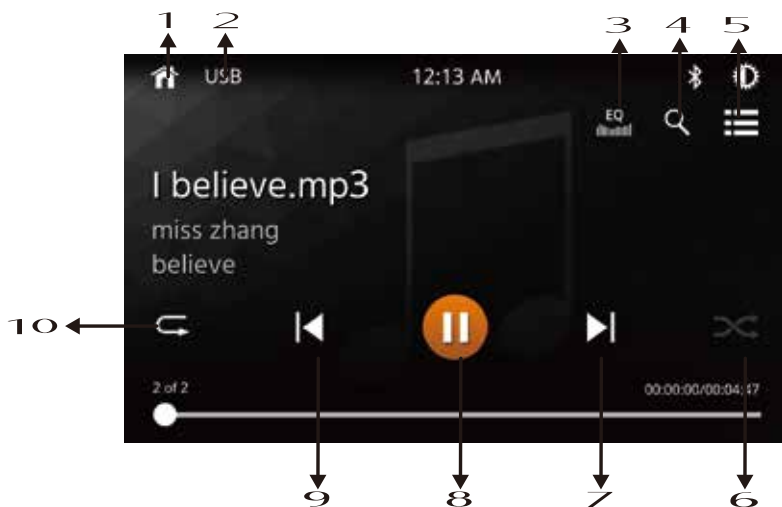 1 2 3 4 5
USB 12:13 AM
EQ
I believe.mp3
miss zhang
believe
10
2 of 2 00:00:00/00:04:47
9 8 7 6